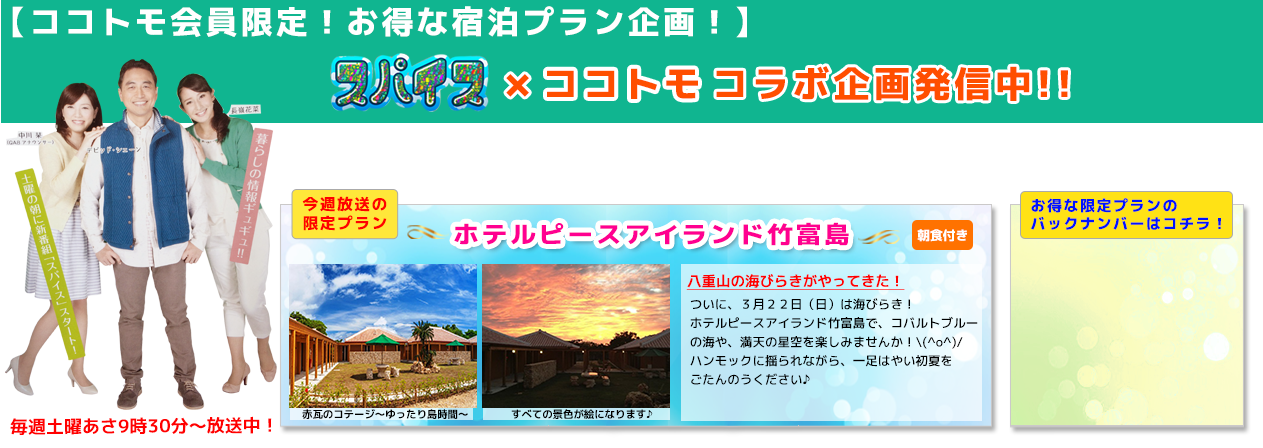 【ココトモ会員限定！お得な宿泊プラン企画！】
スパイス×ココトモ コラボ企画発信中!!
中川 栞
(QABアナウンサー)
デビッド・シェーン
長嶺花菜
土曜の朝に新番組「スパイス」スタート！
暮らしの情報ギュギュ!!
毎週土曜あさ9時30分～放送中！
今週放送の
限定プラン
ホテルピースアイランド竹富島
朝食付き
赤瓦のコテージ～ゆったり島時間～
すべての景色が絵になります♪
八重山の海びらきがやってきた！
ついに、３月２２日（日）は海びらき！
ホテルピースアイランド竹富島で、コバルトブルー
の海や、満天の星空を楽しみませんか！\(^o^)/
ハンモックに揺られながら、一足はやい初夏を
ごたんのうください♪
お得な限定プランの
バックナンバーはコチラ！